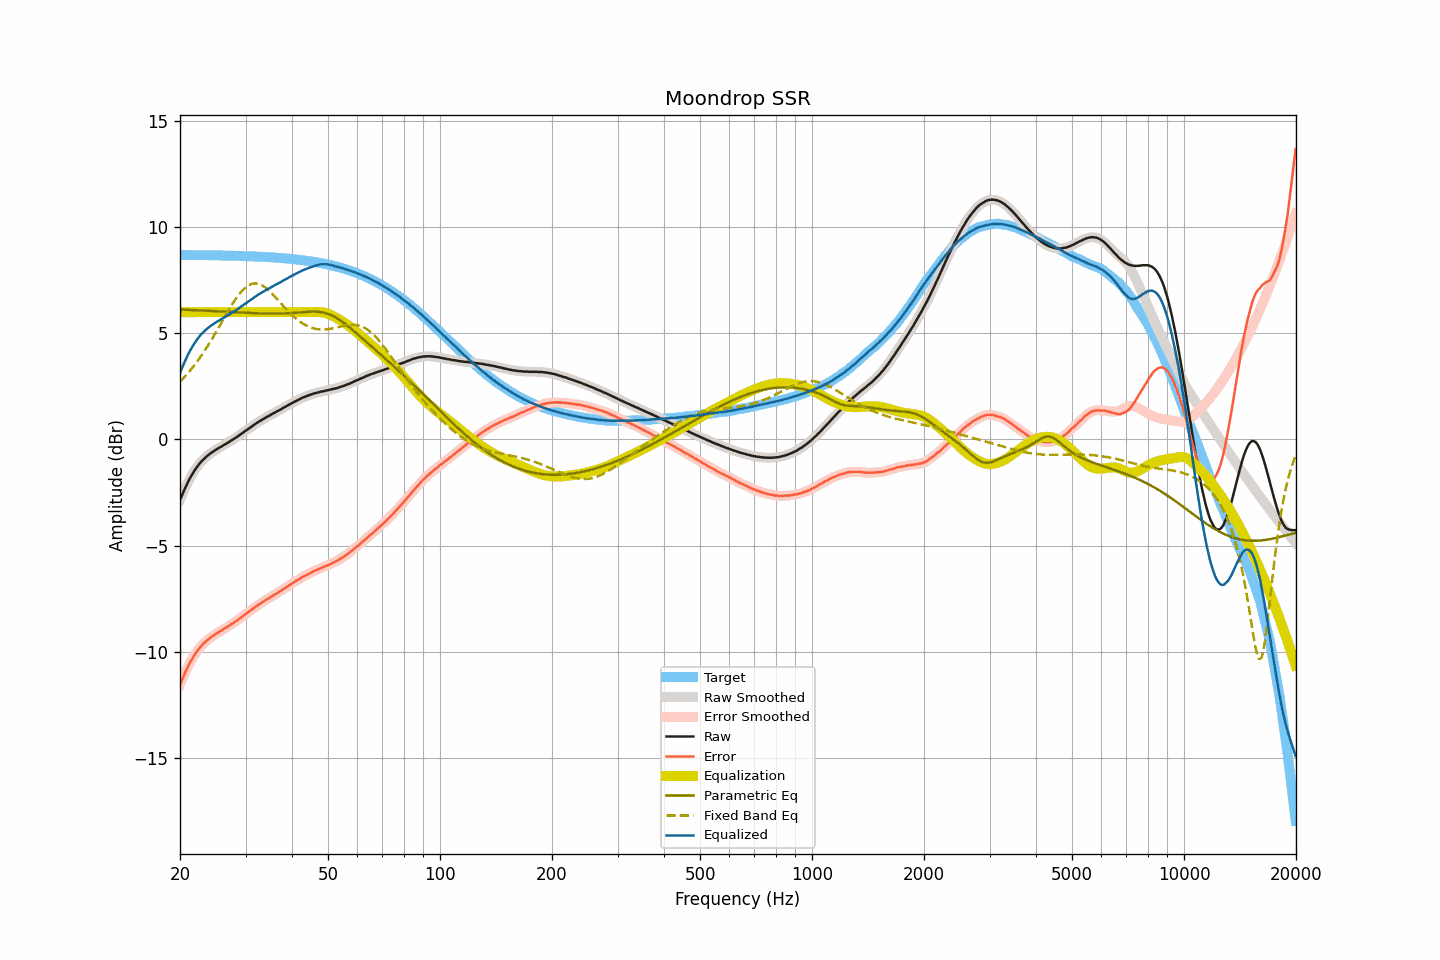 Moondrop SSR
15
10
5
0
−5
−10
−15
Amplitude (dBr)
Target
Raw Smoothed
Error Smoothed
Raw
Error
Equalization
Parametric Eq
Fixed Band Eq
Equalized
20 50 100 200 500 1000 2000 5000 10000 20000
Frequency (Hz)